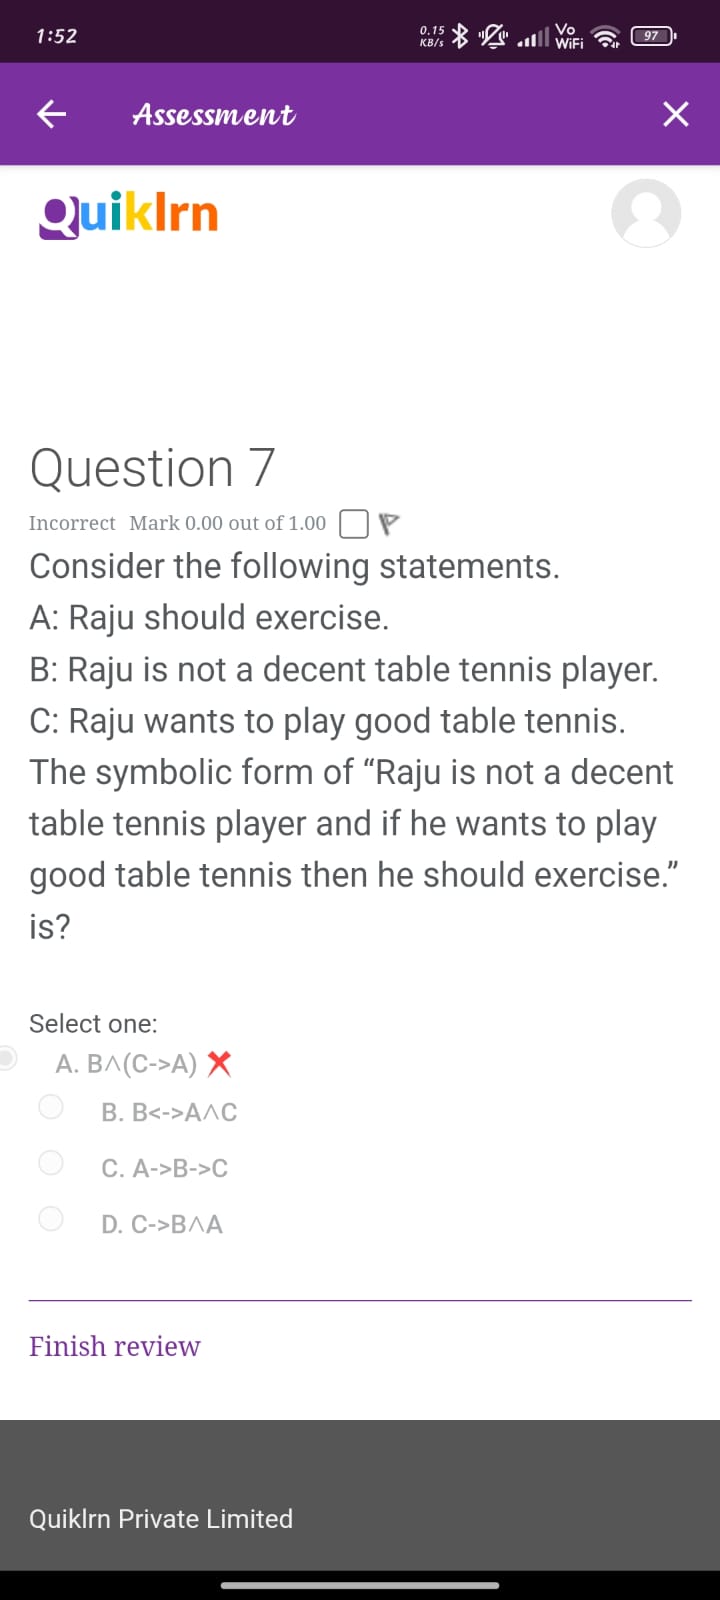 1:52
0.15
KB/s
Vo
WiFi
97
Assessment
Quiklrn
Question 7
Incorrect Mark 0.00 out of 1.00
Consider the following statements.
A: Raju should exercise.
B: Raju is not a decent table tennis player.
C: Raju wants to play good table tennis.
The symbolic form of “Raju is not a decent
table tennis player and if he wants to play
good table tennis then he should exercise.”
is?
Select one:
A. B∧(C->A)
B. B<->A∧C
C. A->B->C
D. C->B∧A
Finish review
Quiklrn Private Limited